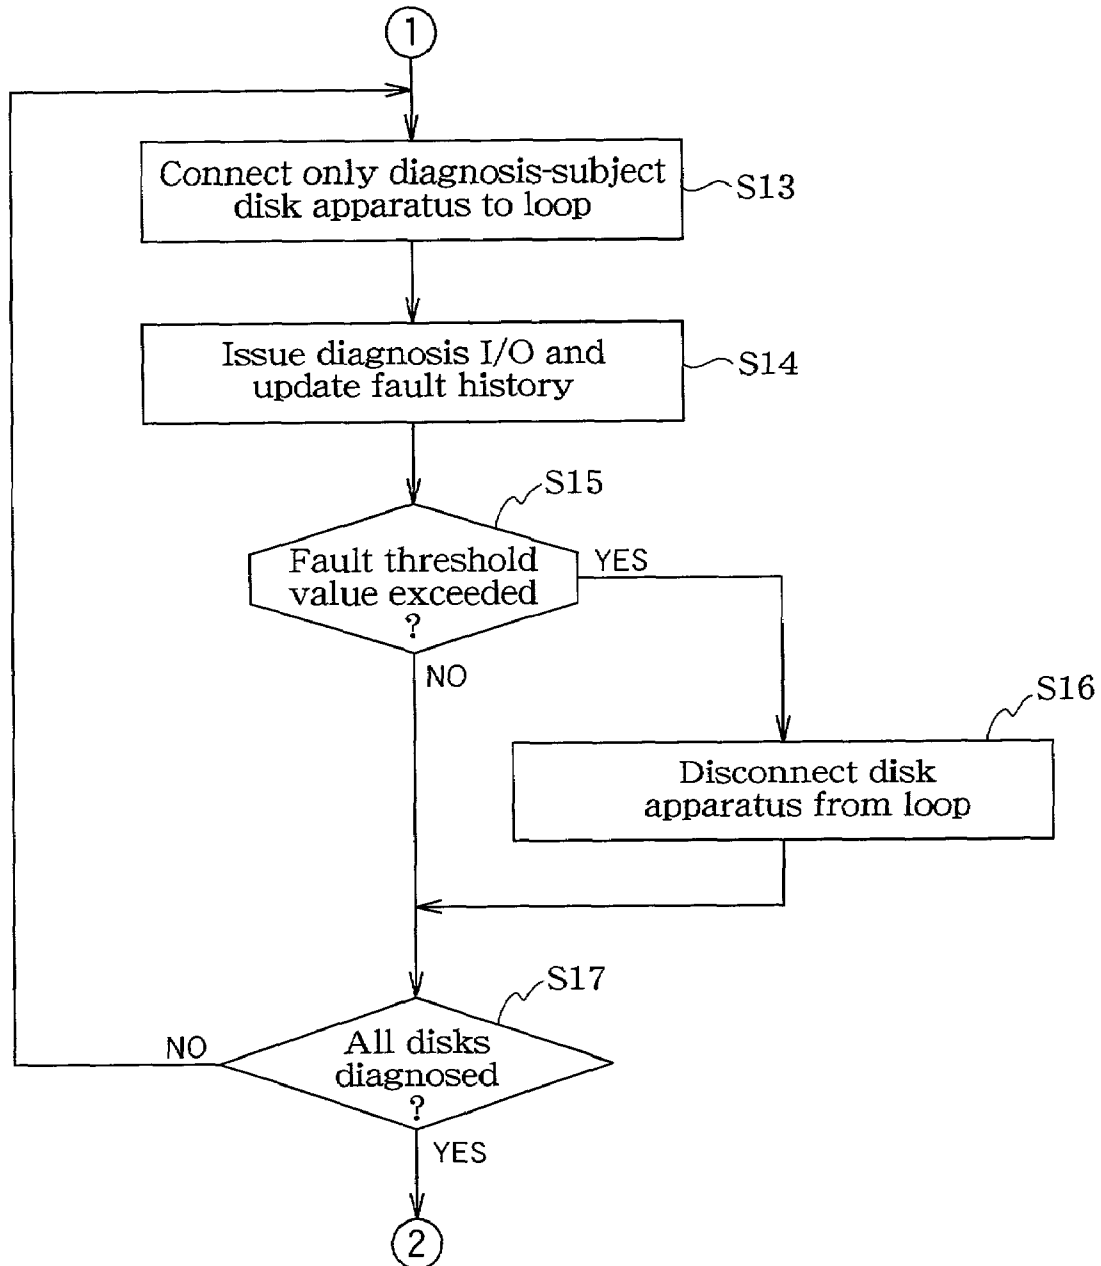 1
Connect only diagnosis-subject
disk apparatus to loop
S13
Issue diagnosis I/O and
update fault history
S14
S15
Fault threshold
value exceeded
?
YES
NO
S16
Disconnect disk
apparatus from loop
S17
All disks
diagnosed
?
NO
YES
2